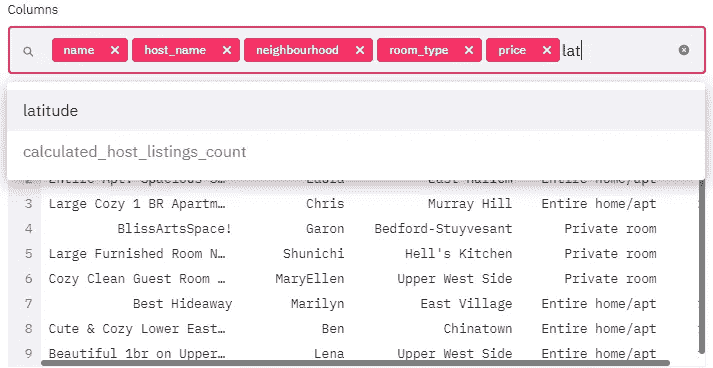 Columns
name × host_name × neighbourhood × room_type × price × lat
latitude
calculated_host_listings_count
2 Entire Apt: Spacious S… Laura East Harlem Entire home/apt
3 Large Cozy 1 BR Apartm… Chris Murray Hill Entire home/apt
4 BlissArtsSpace! Garon Bedford-Stuyvesant Private room
5 Large Furnished Room N… Shunichi Hell's Kitchen Private room
6 Cozy Clean Guest Room … MaryEllen Upper West Side Private room
7 Best Hideaway Marilyn East Village Entire home/apt
8 Cute & Cozy Lower East… Ben Chinatown Entire home/apt
9 Beautiful 1br on Upper… Lena Upper West Side Private room